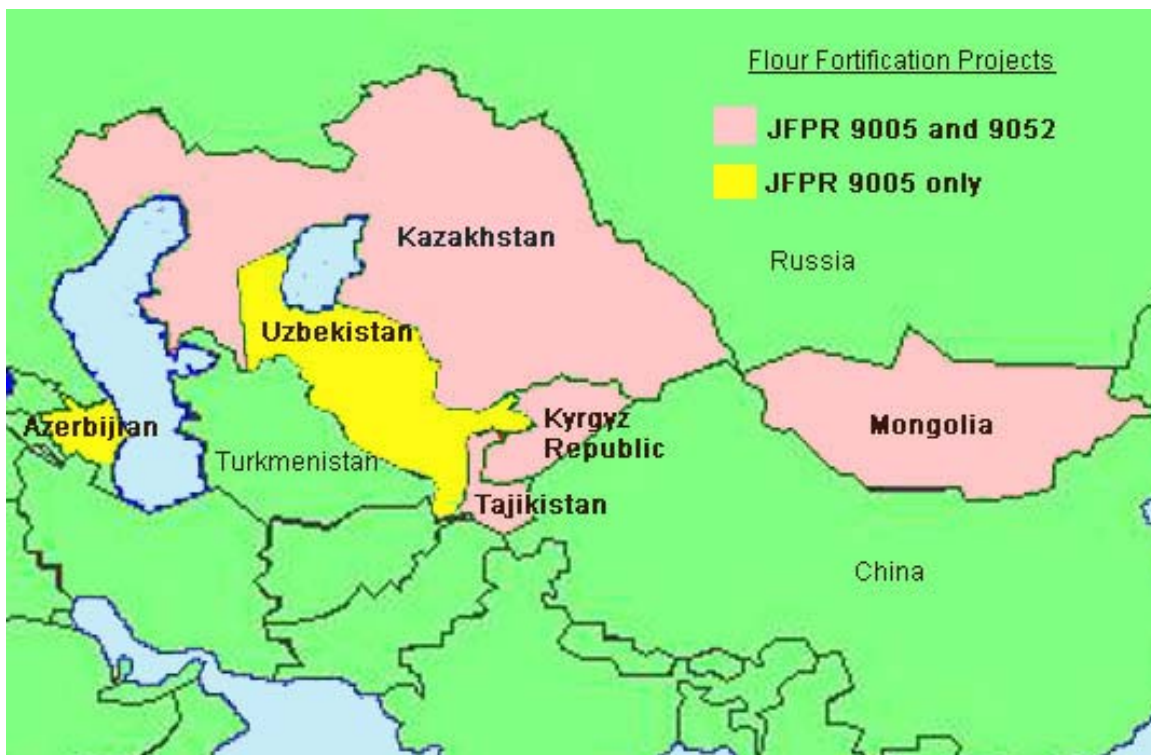 Flour Fortification Projects
JFPR 9005 and 9052
JFPR 9005 only
Kazakhstan
Russia
Uzbekistan
Azerbijian
Kyrgyz
Republic
Mongolia
Turkmenistan
Tajikistan
China